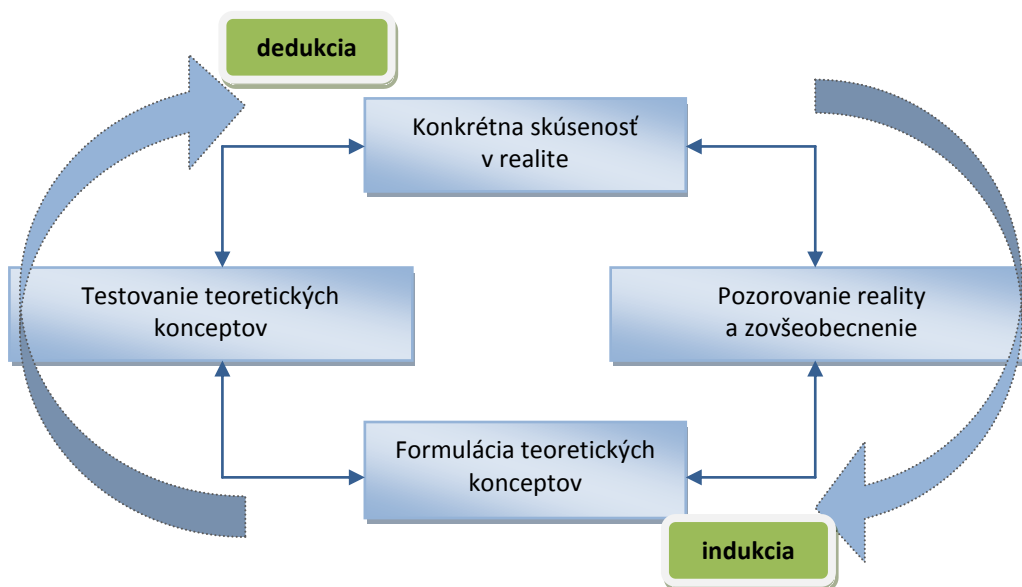 dedukcia
Konkrétna skúsenosť
v realite
Testovanie teoretických
konceptov
Pozorovanie reality
a zovšeobecnenie
Formulácia teoretických
konceptov
indukcia